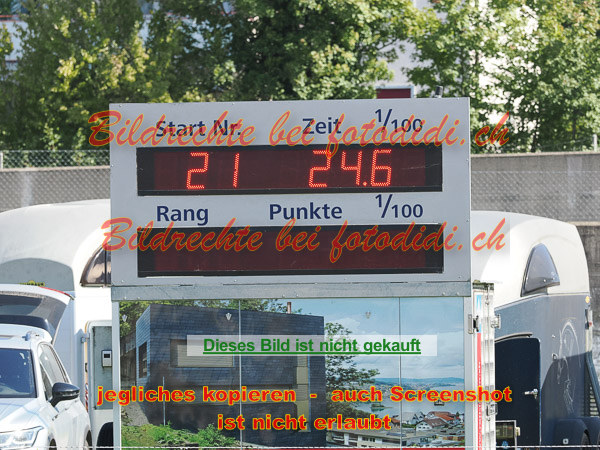 Bildrechte bei fotodidi.ch
Start Nr. Zeit 1/100
21 24.6
Rang Punkte 1/100
Bildrechte bei fotodidi.ch
Dieses Bild ist nicht gekauft
jegliches kopieren - auch Screenshot
ist nicht erlaubt